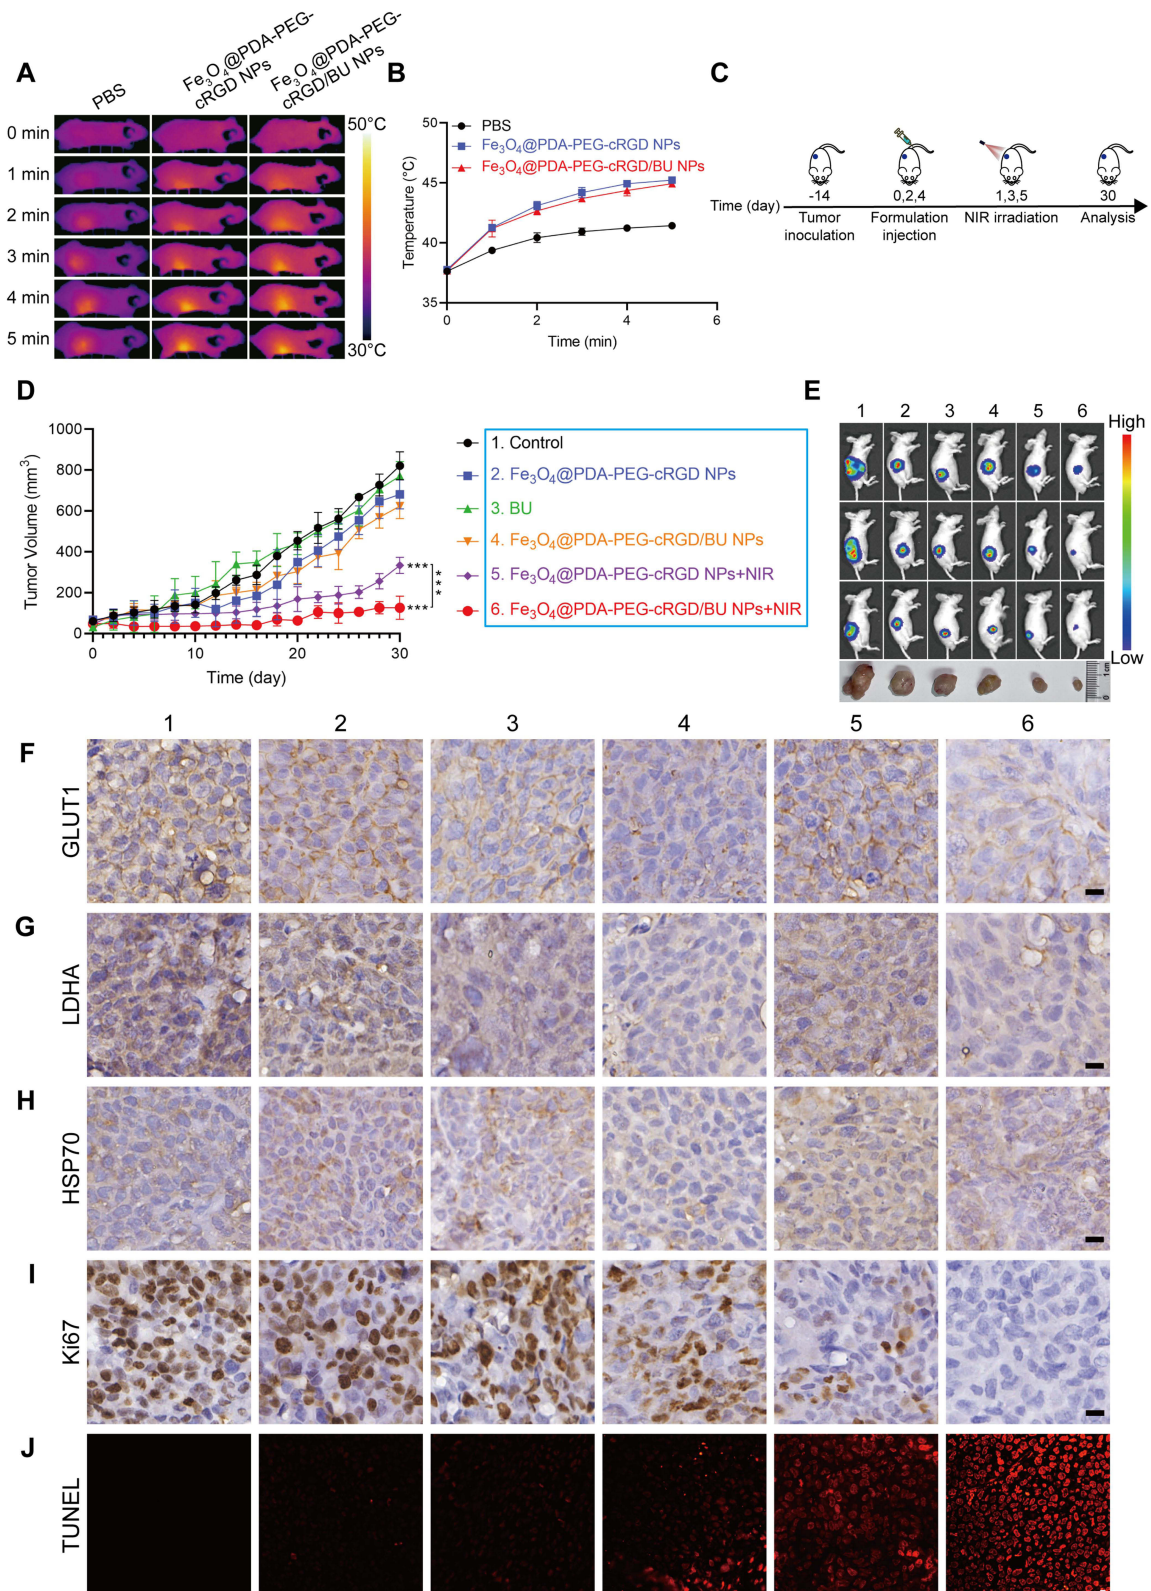 A
PBS
Fe3O4@PDA-PEG-
cRGD NPs
Fe3O4@PDA-PEG-
cRGD/BU NPs
0 min
1 min
2 min
3 min
4 min
5 min
50°C
30°C
B
PBS
Fe3O4@PDA-PEG-cRGD NPs
Fe3O4@PDA-PEG-cRGD/BU NPs
Temperature (°C)
50
45
40
35
0 2 4 6
Time (min)
C
Time (day)
-14 0,2,4 1,3,5 30
Tumor inoculation
Formulation injection
NIR irradiation
Analysis
D
Tumor Volume (mm3)
1000
800
600
400
200
0
0 10 20 30
Time (day)
***
***
***
1. Control
2. Fe3O4@PDA-PEG-cRGD NPs
3. BU
4. Fe3O4@PDA-PEG-cRGD/BU NPs
5. Fe3O4@PDA-PEG-cRGD NPs+NIR
6. Fe3O4@PDA-PEG-cRGD/BU NPs+NIR
E
1 2 3 4 5 6
High
Low
1cm
0
1 2 3 4 5 6
F
GLUT1
G
LDHA
H
HSP70
I
Ki67
J
TUNEL